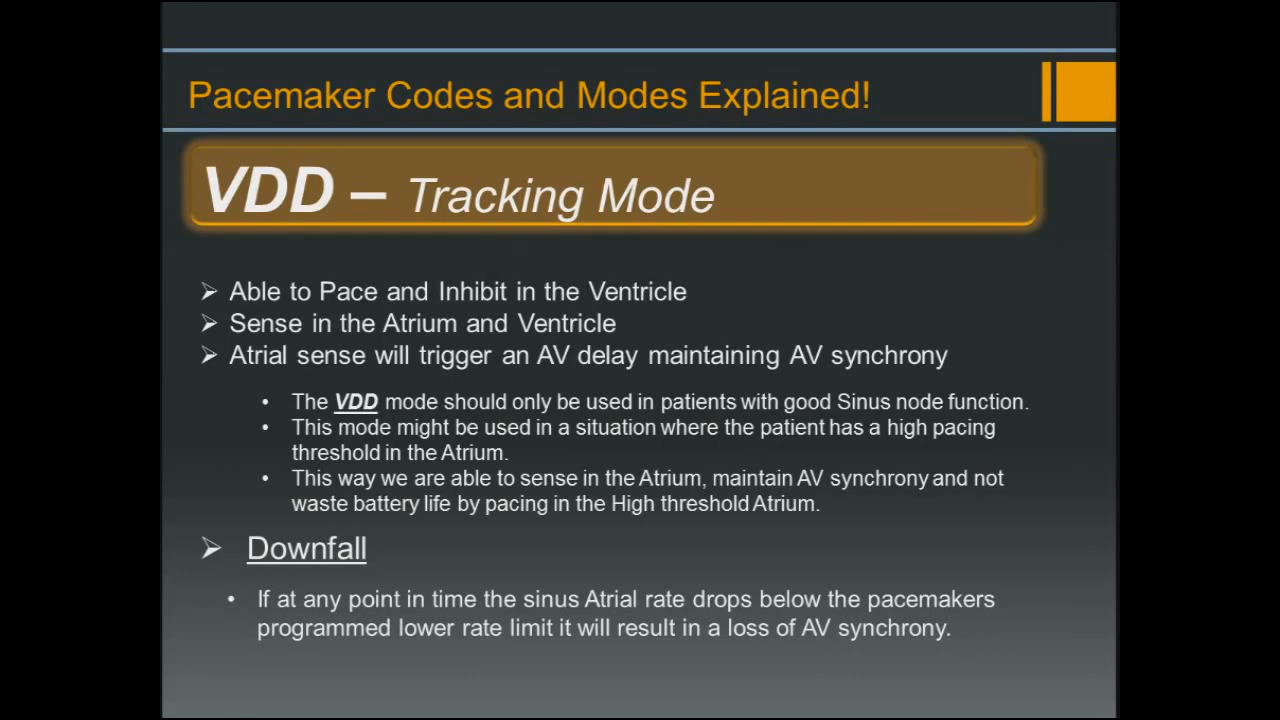 Pacemaker Codes and Modes Explained!
VDD – Tracking Mode
➢ Able to Pace and Inhibit in the Ventricle
➢ Sense in the Atrium and Ventricle
➢ Atrial sense will trigger an AV delay maintaining AV synchrony
• The VDD mode should only be used in patients with good Sinus node function.
• This mode might be used in a situation where the patient has a high pacing
threshold in the Atrium.
• This way we are able to sense in the Atrium, maintain AV synchrony and not
waste battery life by pacing in the High threshold Atrium.
➢ Downfall
• If at any point in time the sinus Atrial rate drops below the pacemakers
programmed lower rate limit it will result in a loss of AV synchrony.